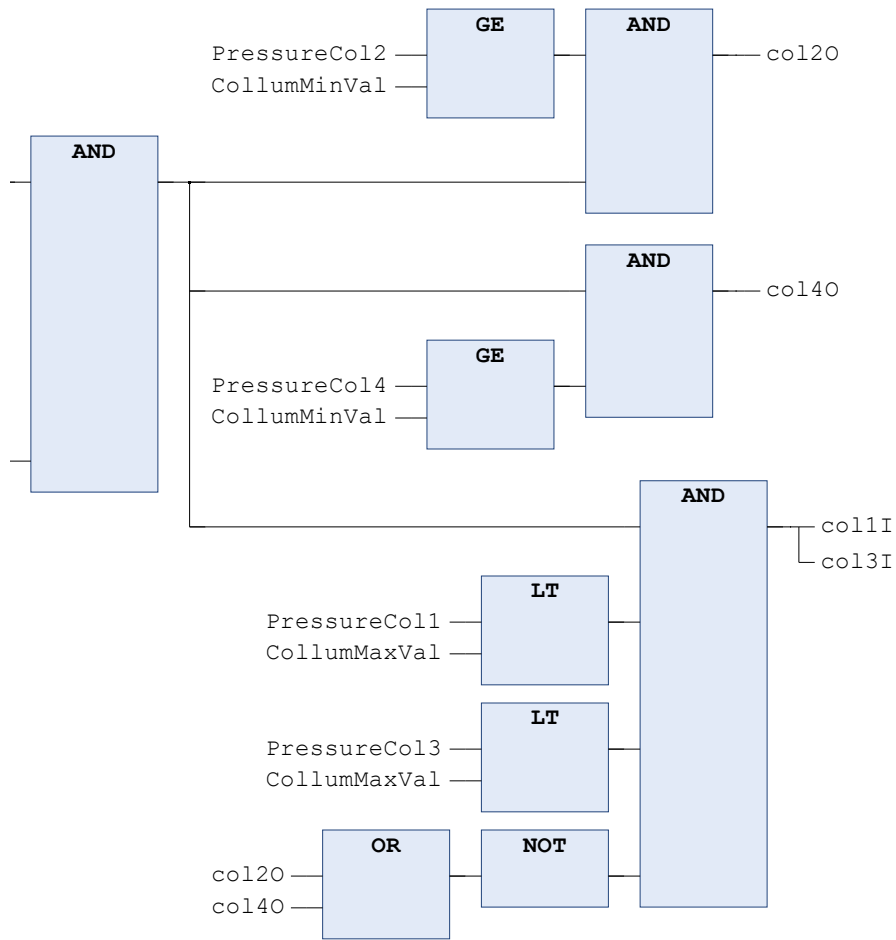 GE
AND
PressureCol2
col2O
CollumMinVal
AND
AND
col4O
GE
PressureCol4
CollumMinVal
AND
col1I
col3I
LT
PressureCol1
CollumMaxVal
LT
PressureCol3
CollumMaxVal
OR
NOT
col2O
col4O